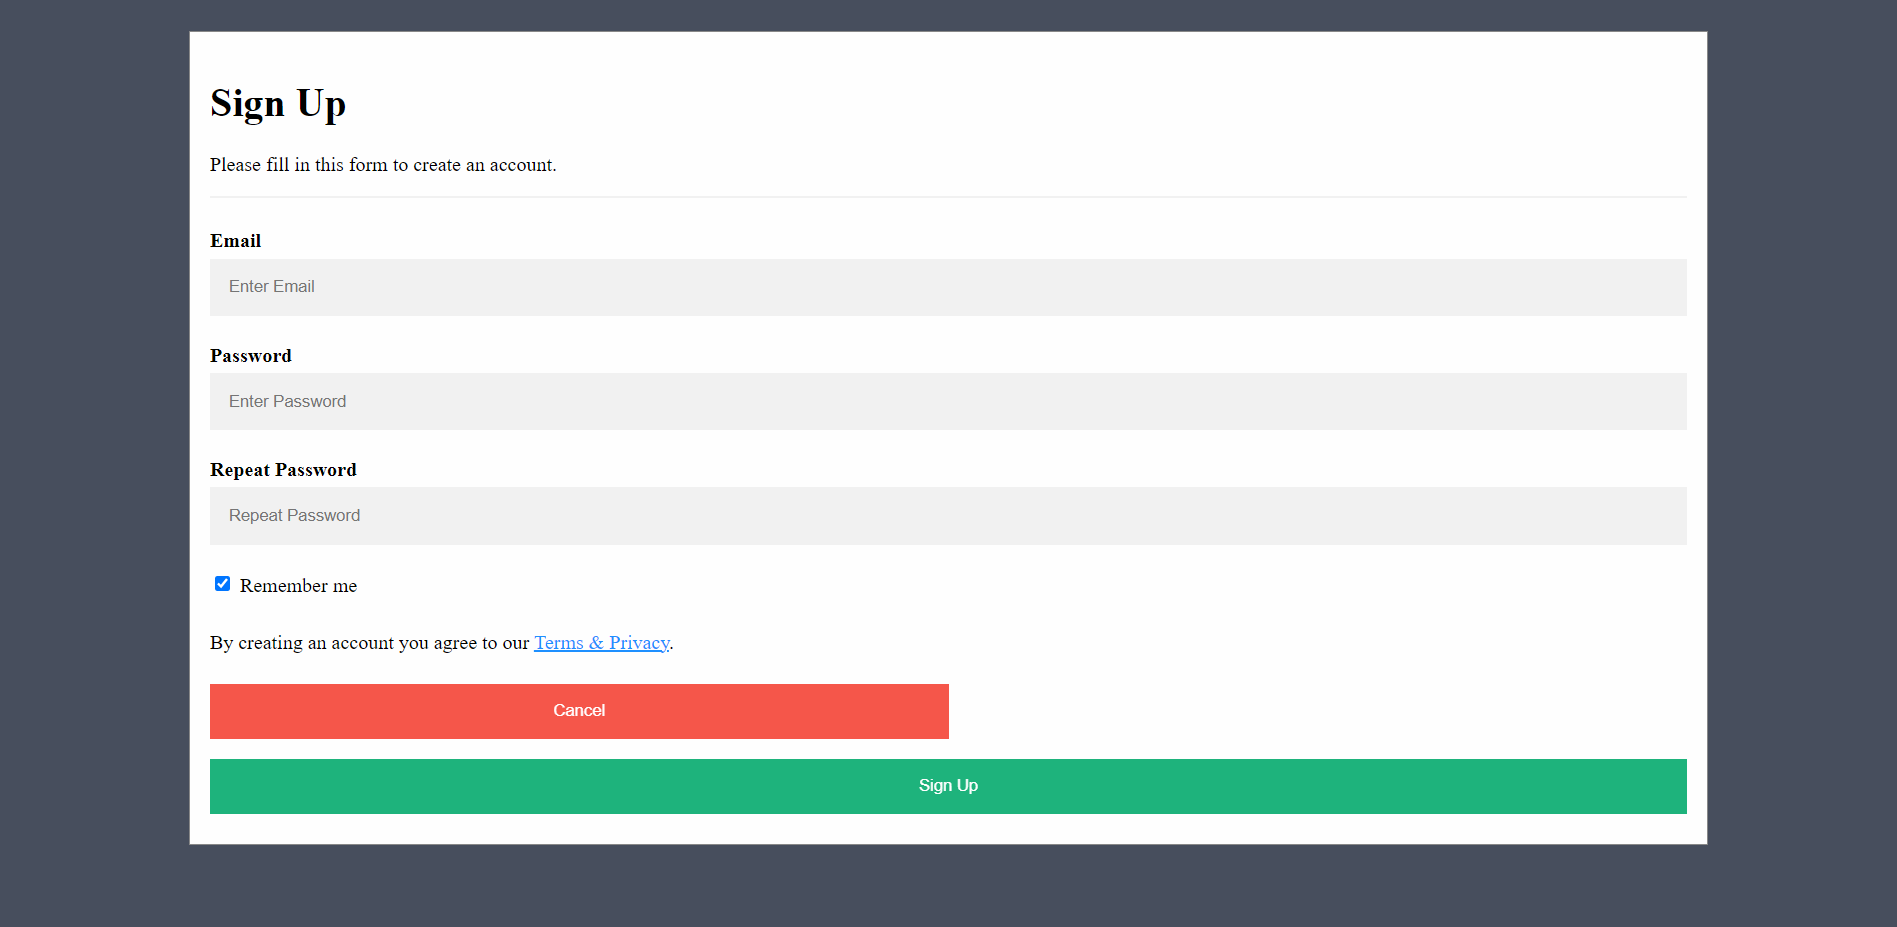 Sign Up
Please fill in this form to create an account.
Email
Enter Email
Password
Enter Password
Repeat Password
Repeat Password
Remember me
By creating an account you agree to our Terms & Privacy.
Cancel
Sign Up